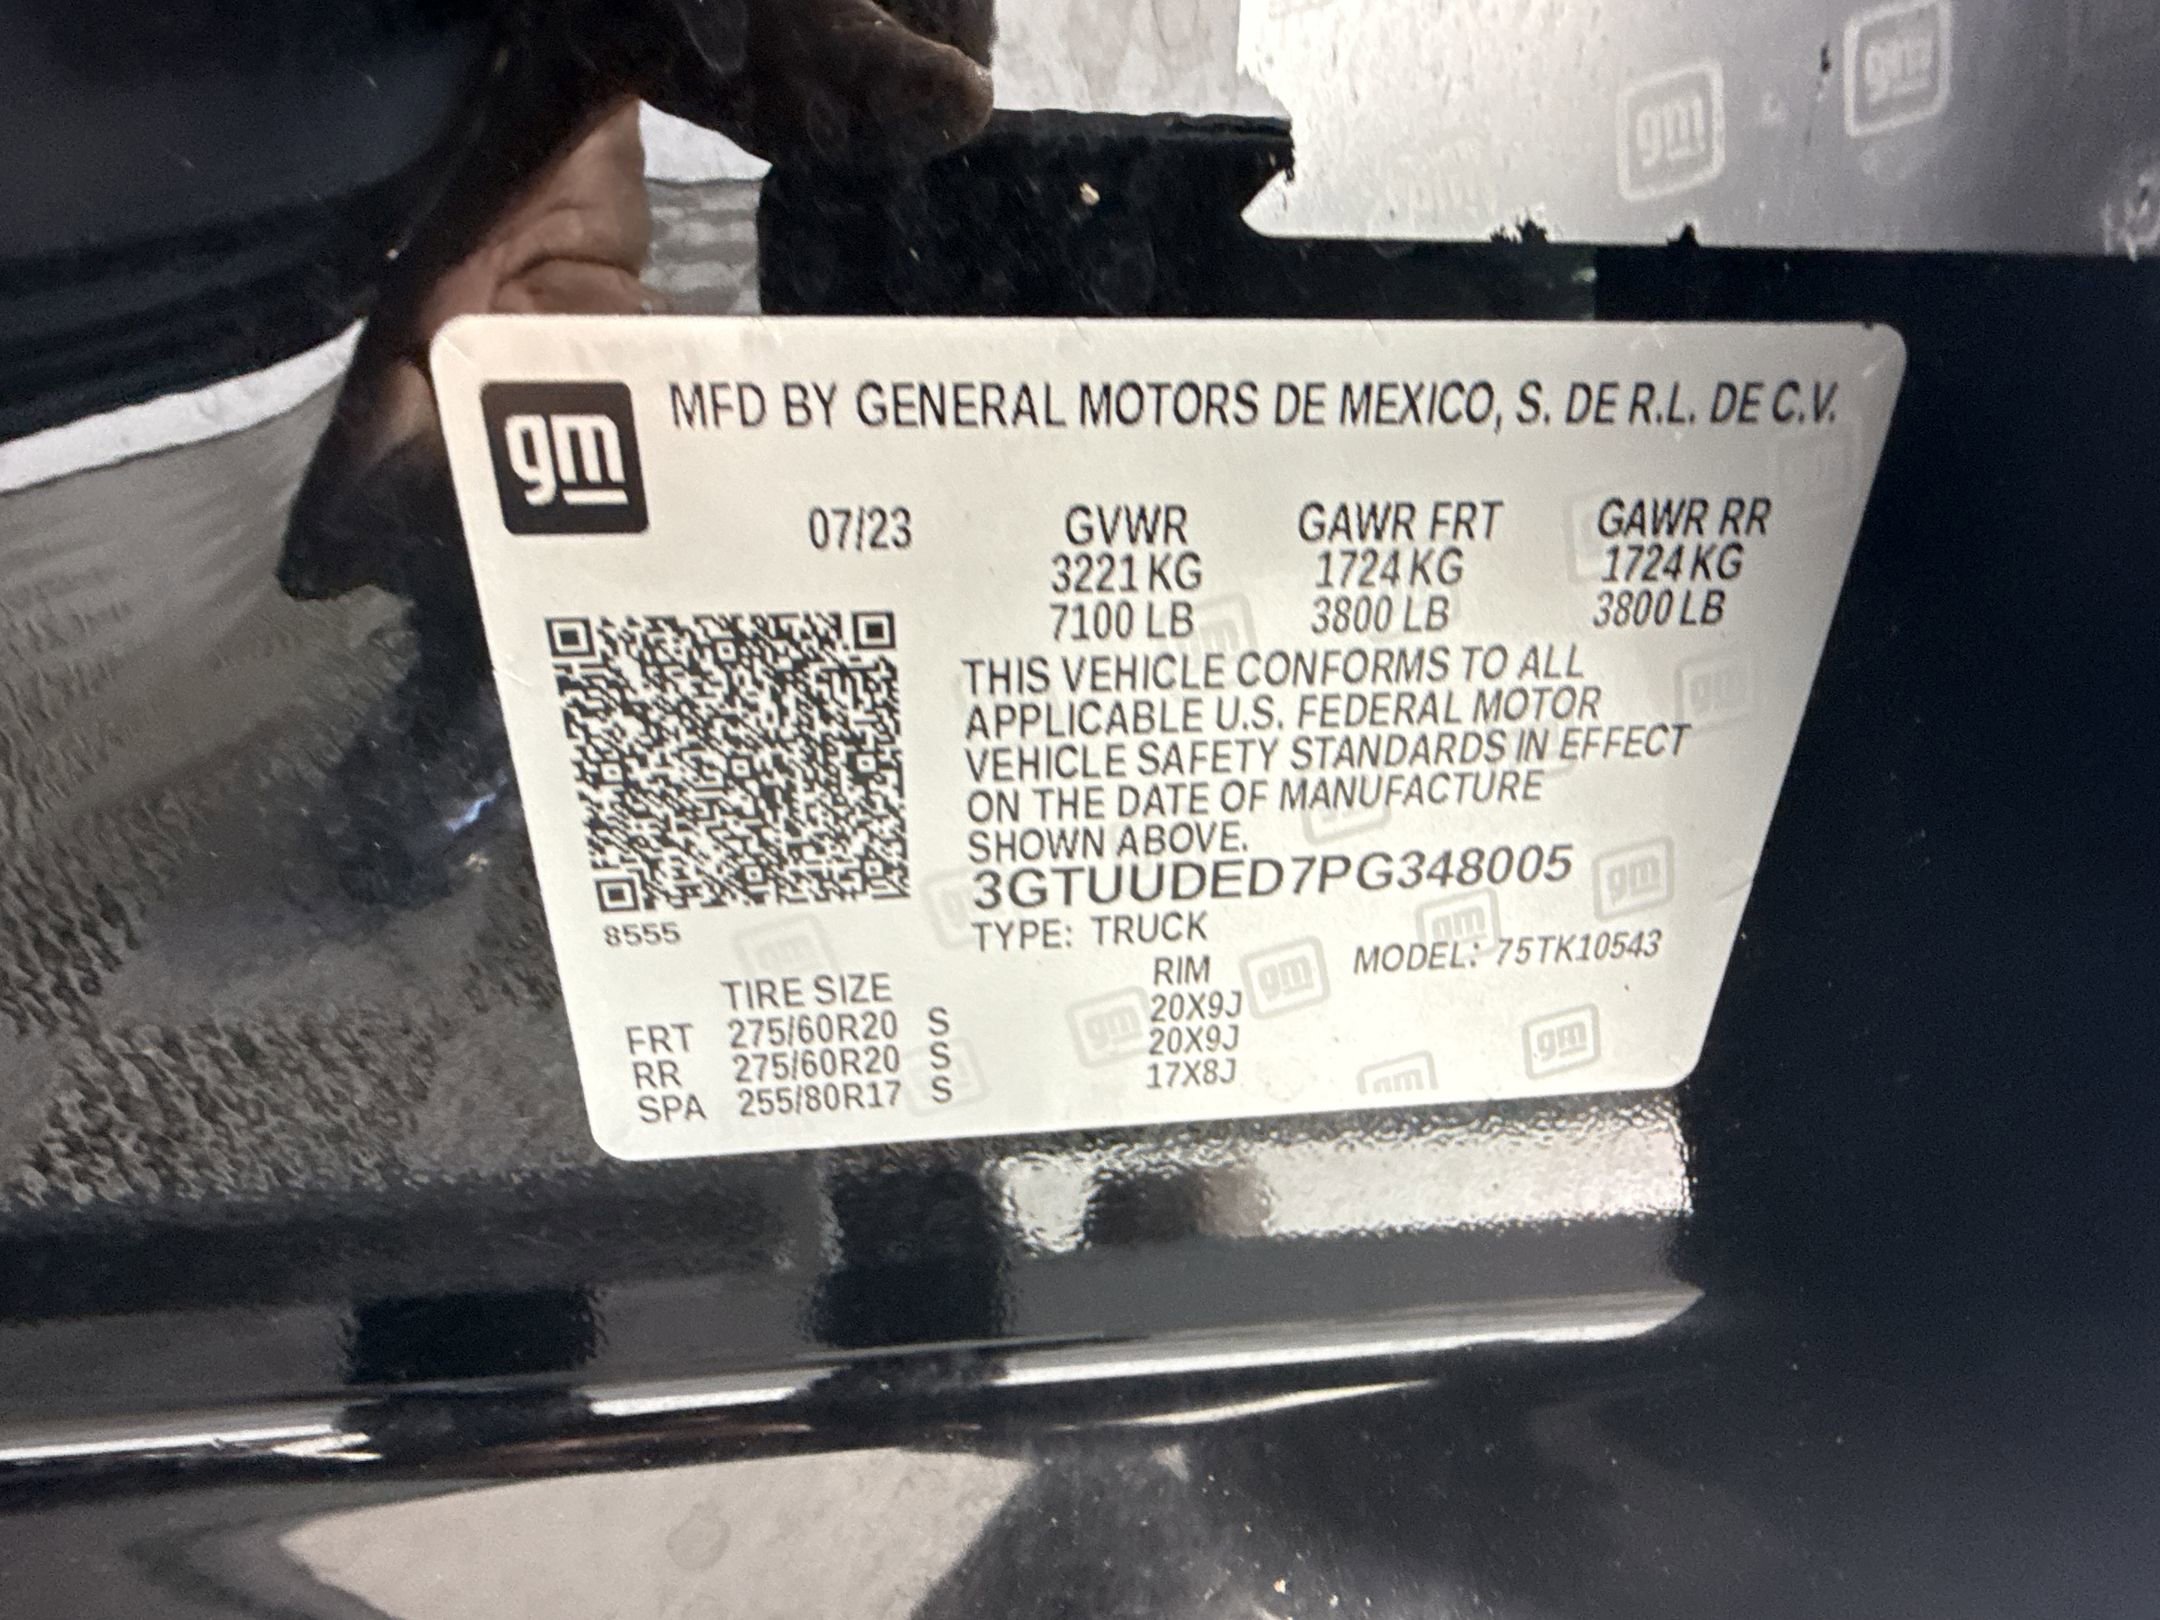 gm
gm
gm MFD BY GENERAL MOTORS DE MEXICO, S. DE R.L. DE C.V.
07/23 GVWR GAWR FRT GAWR RR
3221 KG 1724 KG 1724 KG
7100 LB 3800 LB 3800 LB
THIS VEHICLE CONFORMS TO ALL
APPLICABLE U.S. FEDERAL MOTOR
VEHICLE SAFETY STANDARDS IN EFFECT
ON THE DATE OF MANUFACTURE
SHOWN ABOVE.
3GTUUDED7PG348005
8555
TYPE: TRUCK MODEL: 75TK10543
TIRE SIZE RIM
FRT 275/60R20 S 20X9J
RR 275/60R20 S 20X9J
SPA 255/80R17 S 17X8J